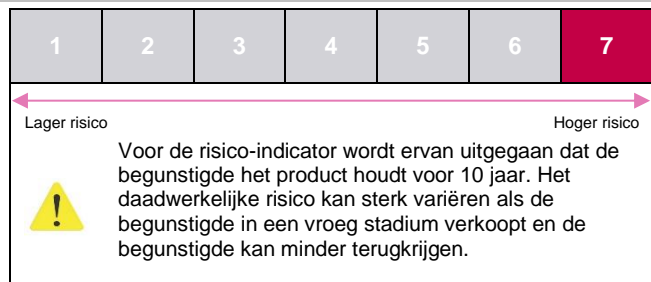 1 2 3 4 5 6 7
Lager risico Hoger risico
Voor de risico-indicator wordt ervan uitgegaan dat de
begunstigde het product houdt voor 10 jaar. Het
daadwerkelijke risico kan sterk variëren als de
begunstigde in een vroeg stadium verkoopt en de
begunstigde kan minder terugkrijgen.